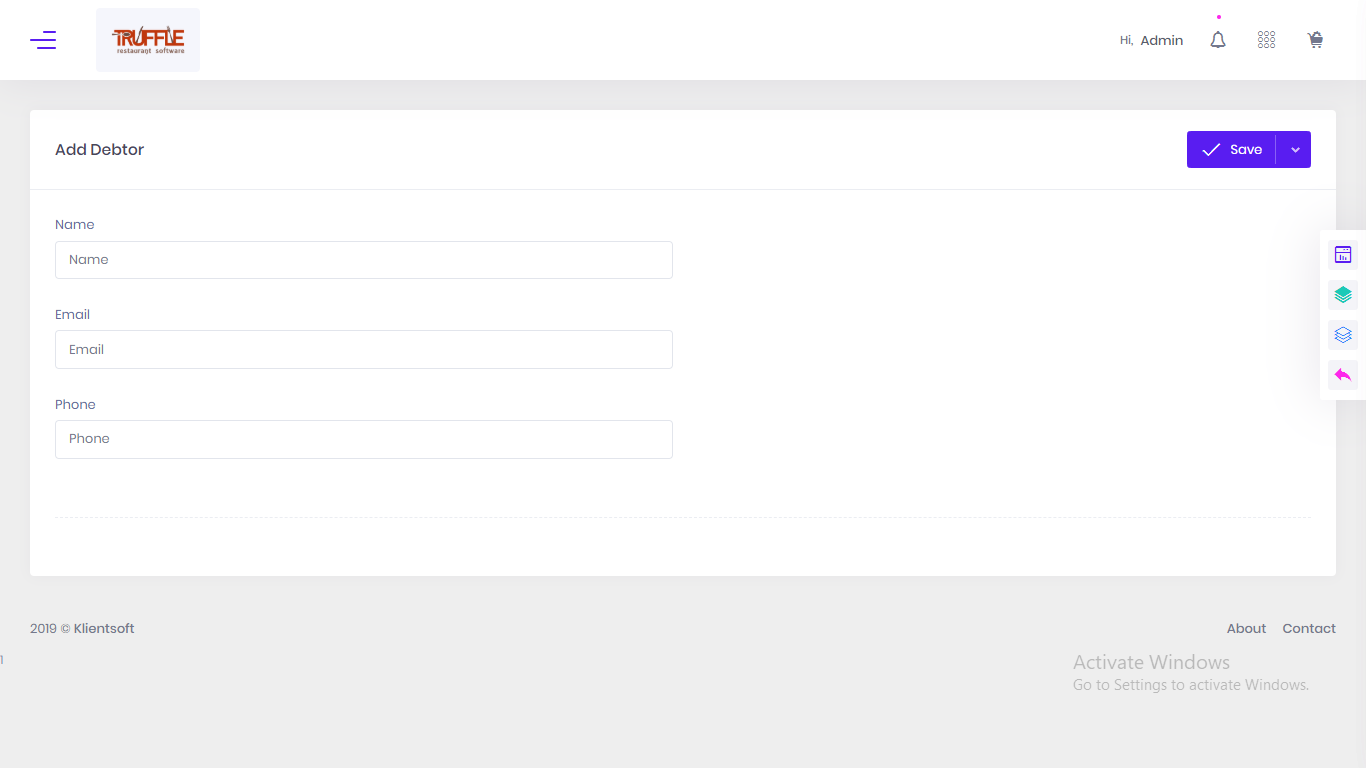 TRUFFLE
restaurant software
Hi, Admin
Add Debtor
Save
Name
Name
Email
Email
Phone
Phone
2019 © Klientsoft
About Contact
1
Activate Windows
Go to Settings to activate Windows.